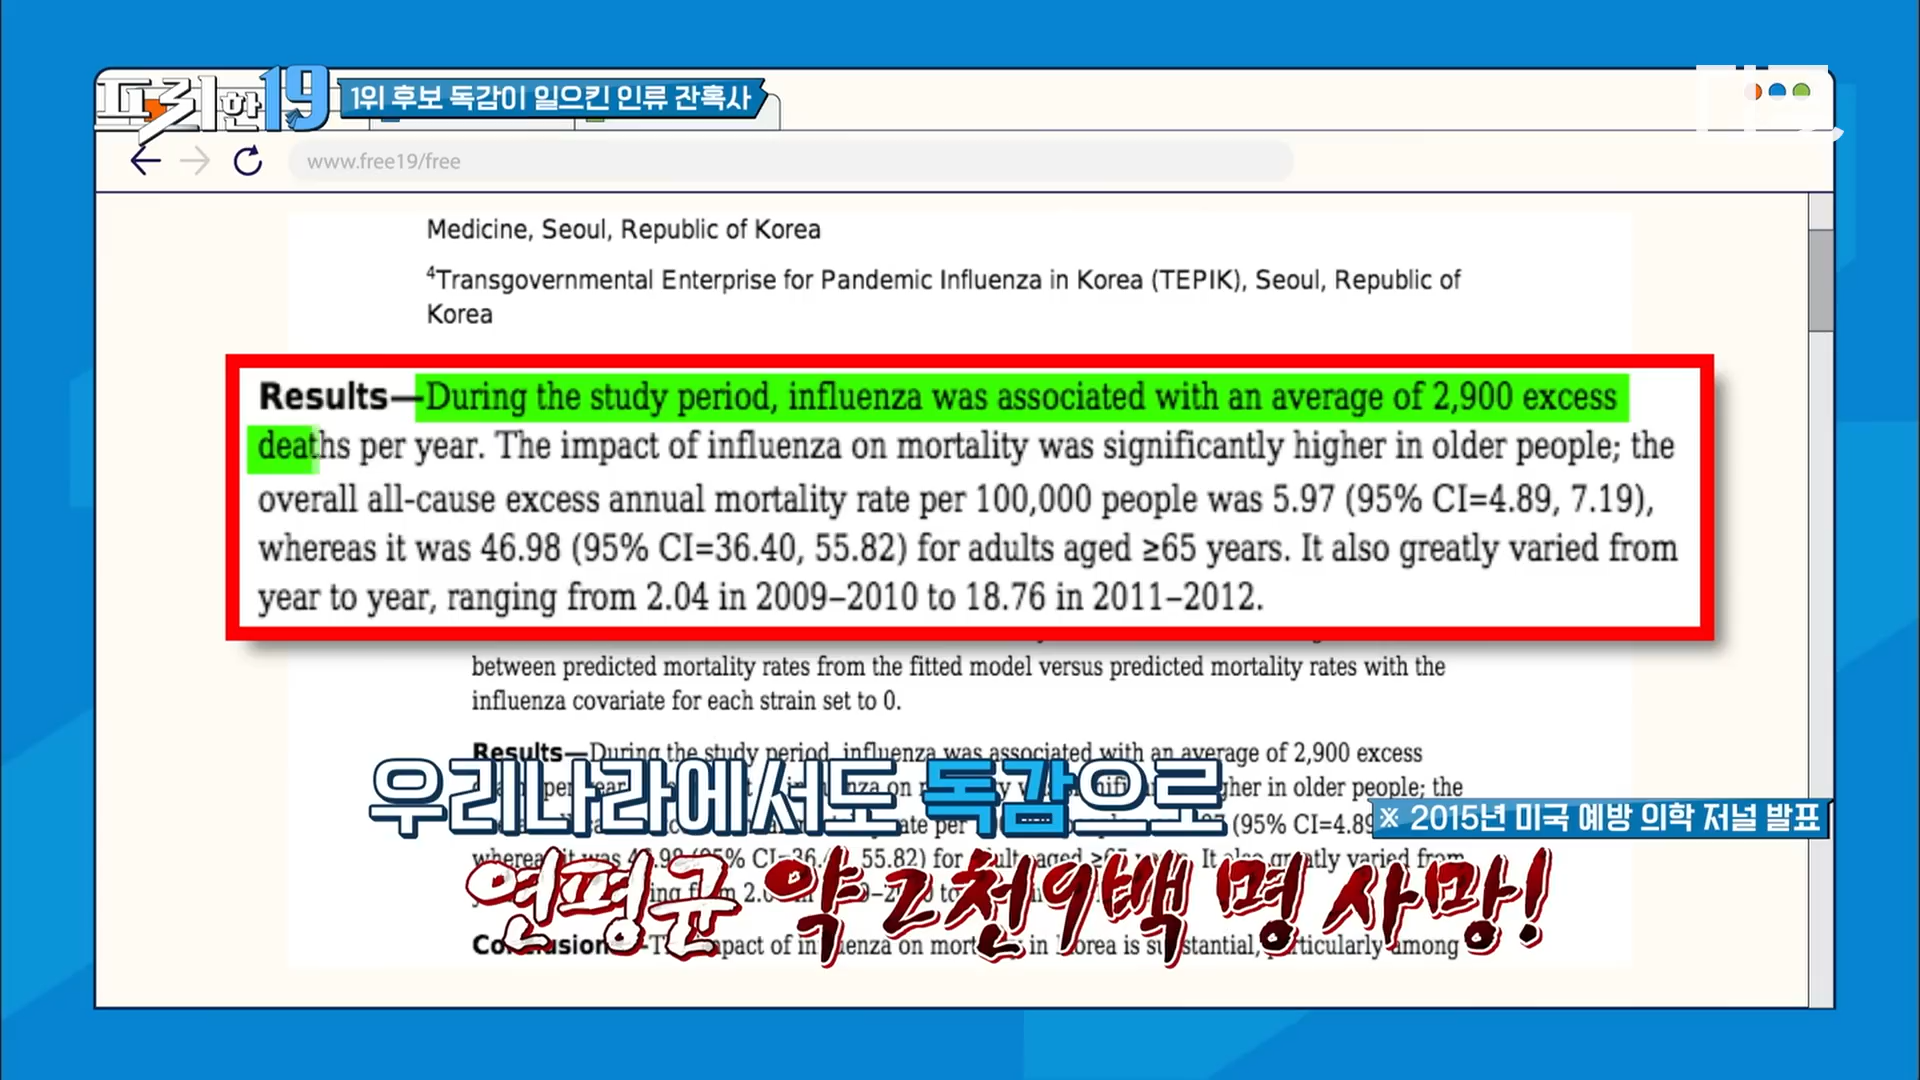 프리한19
1위 후보 독감이 일으킨 인류 잔혹사
www.free19/free
Medicine, Seoul, Republic of Korea
⁴Transgovernmental Enterprise for Pandemic Influenza in Korea (TEPIK), Seoul, Republic of
Korea
Results—During the study period, influenza was associated with an average of 2,900 excess
deaths per year. The impact of influenza on mortality was significantly higher in older people; the
overall all-cause excess annual mortality rate per 100,000 people was 5.97 (95% CI=4.89, 7.19),
whereas it was 46.98 (95% CI=36.40, 55.82) for adults aged ≥65 years. It also greatly varied from
year to year, ranging from 2.04 in 2009–2010 to 18.76 in 2011–2012.
between predicted mortality rates from the fitted model versus predicted mortality rates with the
influenza covariate for each strain set to 0.
Results—During the study period, influenza was associated with an average of 2,900 excess
우리나라에서도 독감으로
※ 2015년 미국 예방 의학 저널 발표
연평균 약 2천9백 명 사망!